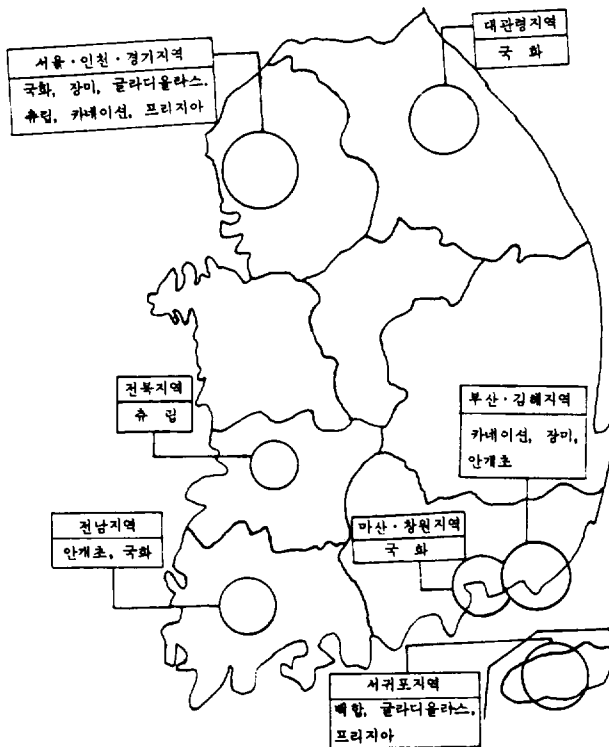 서울·인천·경기지역
국화, 장미, 글라디올라스.
츄립, 카네이션, 프리지아
대관령지역
국 화
전북지역
츄 립
부산·김해지역
카네이션, 장미,
안개초
전남지역
안개초, 국화
마산·창원지역
국 화
서귀포지역
백합, 글라디올라스,
프리지아